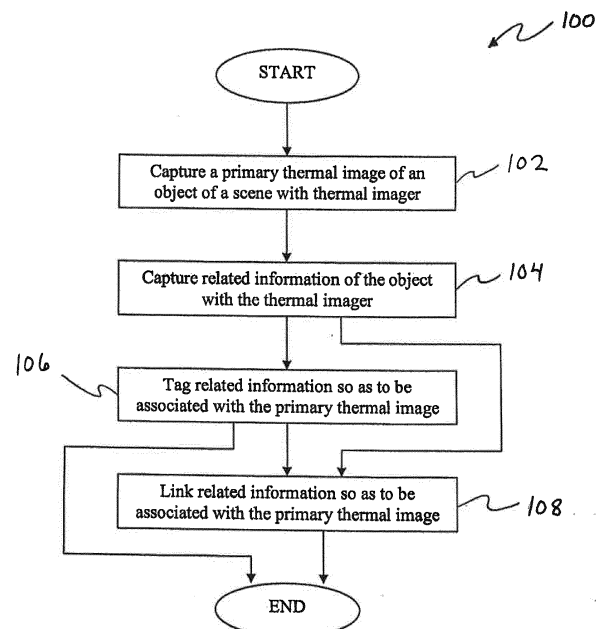 100
START
Capture a primary thermal image of an
object of a scene with thermal imager
102
Capture related information of the object
with the thermal imager
104
106
Tag related information so as to be
associated with the primary thermal image
Link related information so as to be
associated with the primary thermal image
108
END